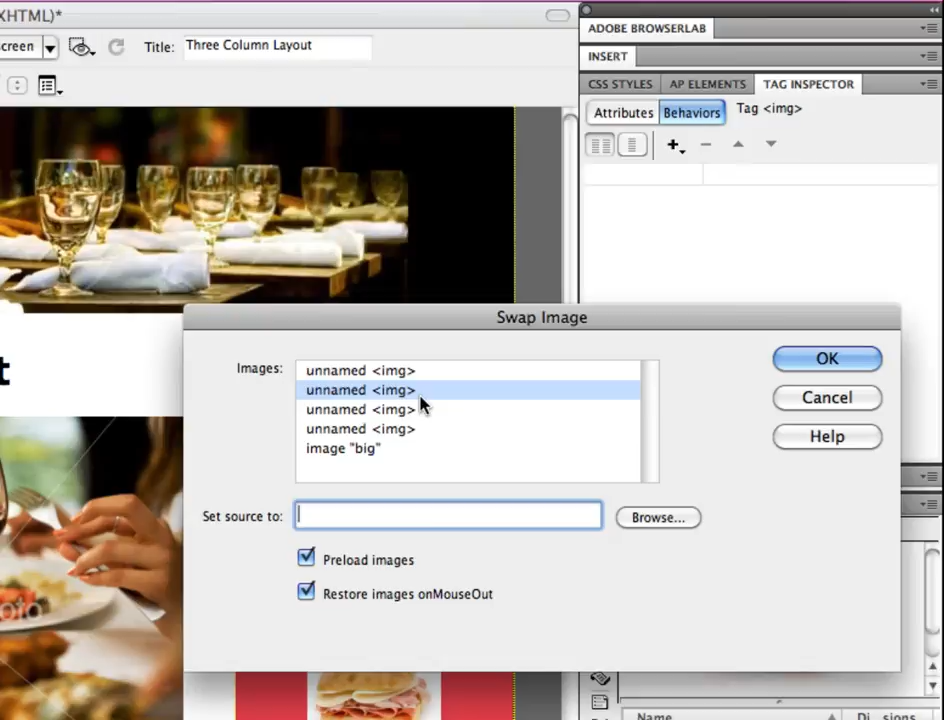 XHTML)*
screen
Title:
Three Column Layout
ADOBE BROWSERLAB
INSERT
CSS STYLES
AP ELEMENTS
TAG INSPECTOR
Attributes
Behaviors
Tag <img>
t
Swap Image
Images:
unnamed <img>
unnamed <img>
unnamed <img>
unnamed <img>
image "big"
OK
Cancel
Help
Set source to:
Browse...
Preload images
Restore images onMouseOut
Name